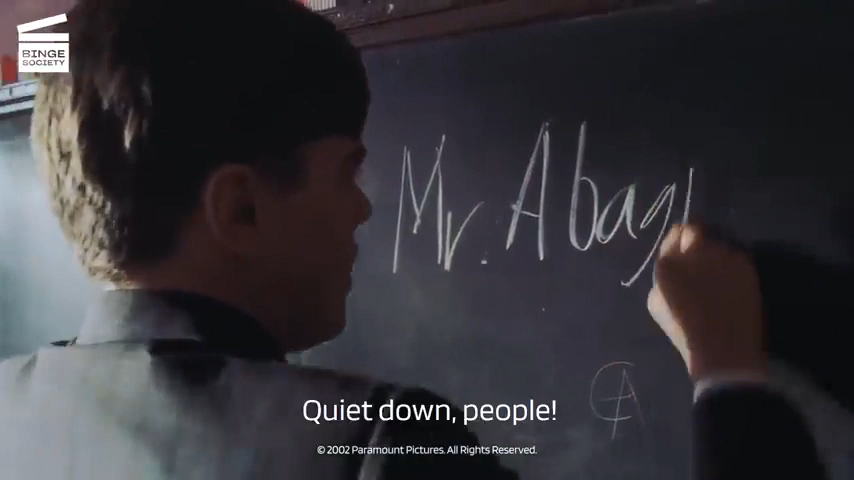 BINGE
SOCIETY
Mr. Abag
Quiet down, people!
© 2002 Paramount Pictures. All Rights Reserved.